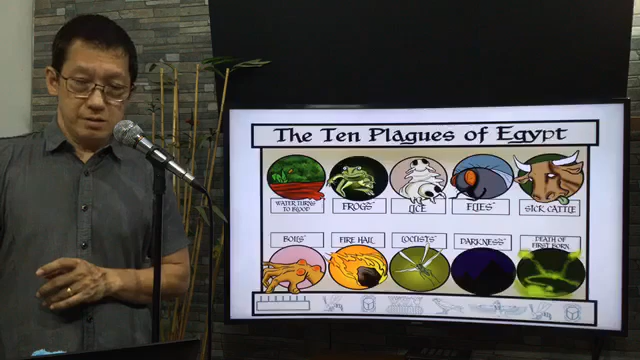 The Ten Plagues of Egypt
WATER TURNS
TO BLOOD
FROGS
LICE
FLIES
SICK CATTLE
BOILS
FIRE HAIL
LOCUSTS
DARKNESS
DEATH OF
FIRST BORN